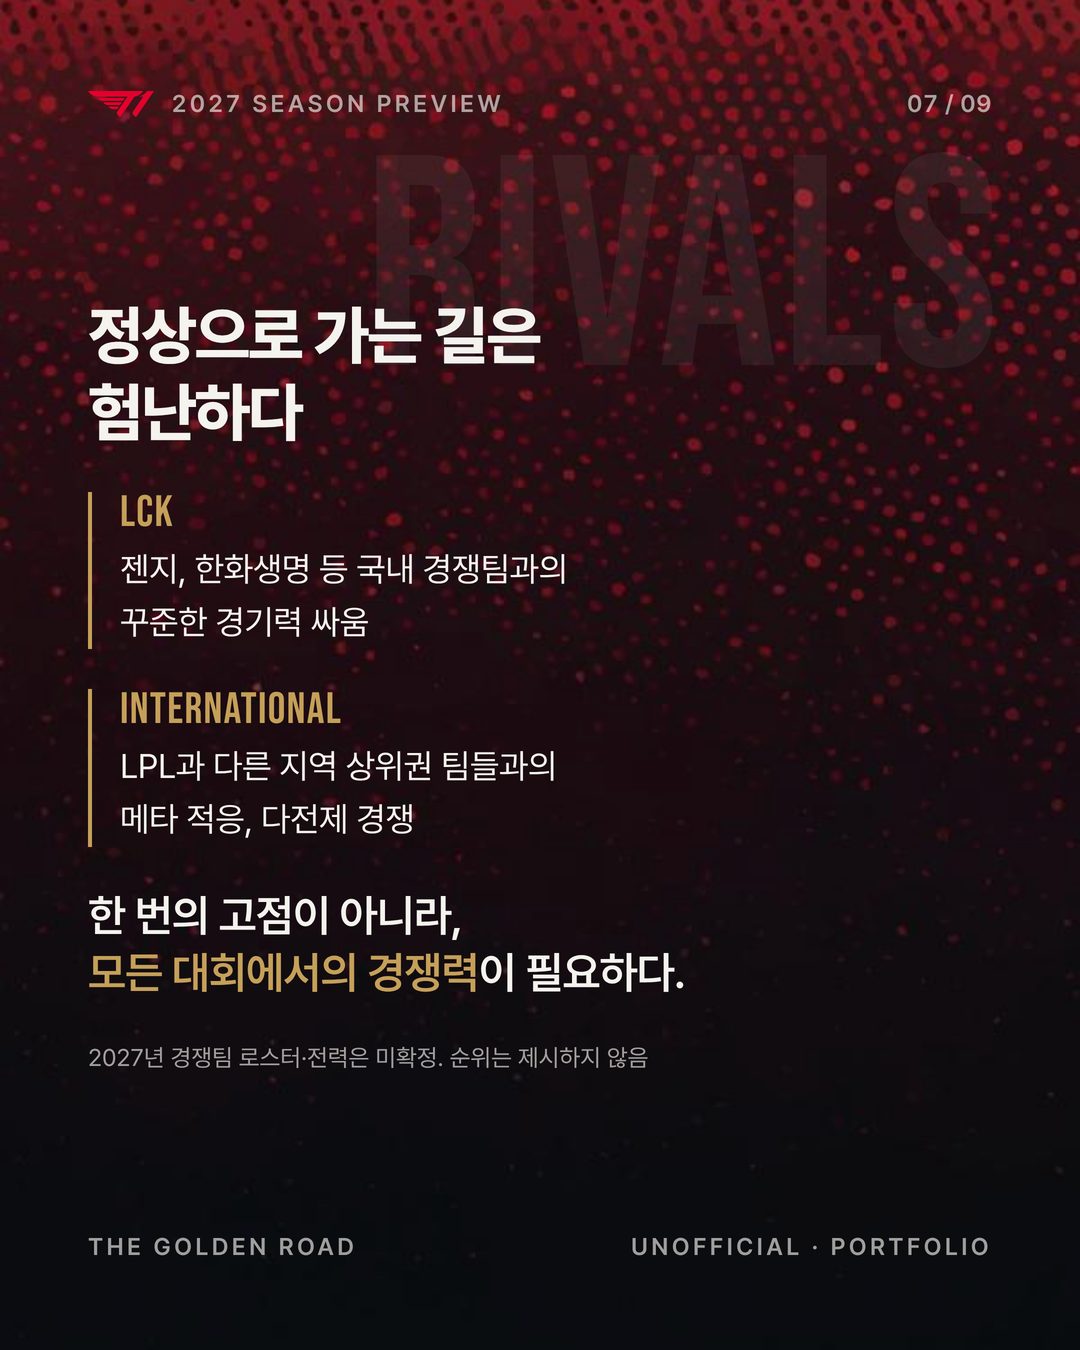 2027 SEASON PREVIEW
07 / 09
RIVALS
정상으로 가는 길은
험난하다
LCK
젠지, 한화생명 등 국내 경쟁팀과의
꾸준한 경기력 싸움
INTERNATIONAL
LPL과 다른 지역 상위권 팀들과의
메타 적응, 다전제 경쟁
한 번의 고점이 아니라,
모든 대회에서의 경쟁력이 필요하다.
2027년 경쟁팀 로스터·전력은 미확정. 순위는 제시하지 않음
THE GOLDEN ROAD
UNOFFICIAL · PORTFOLIO